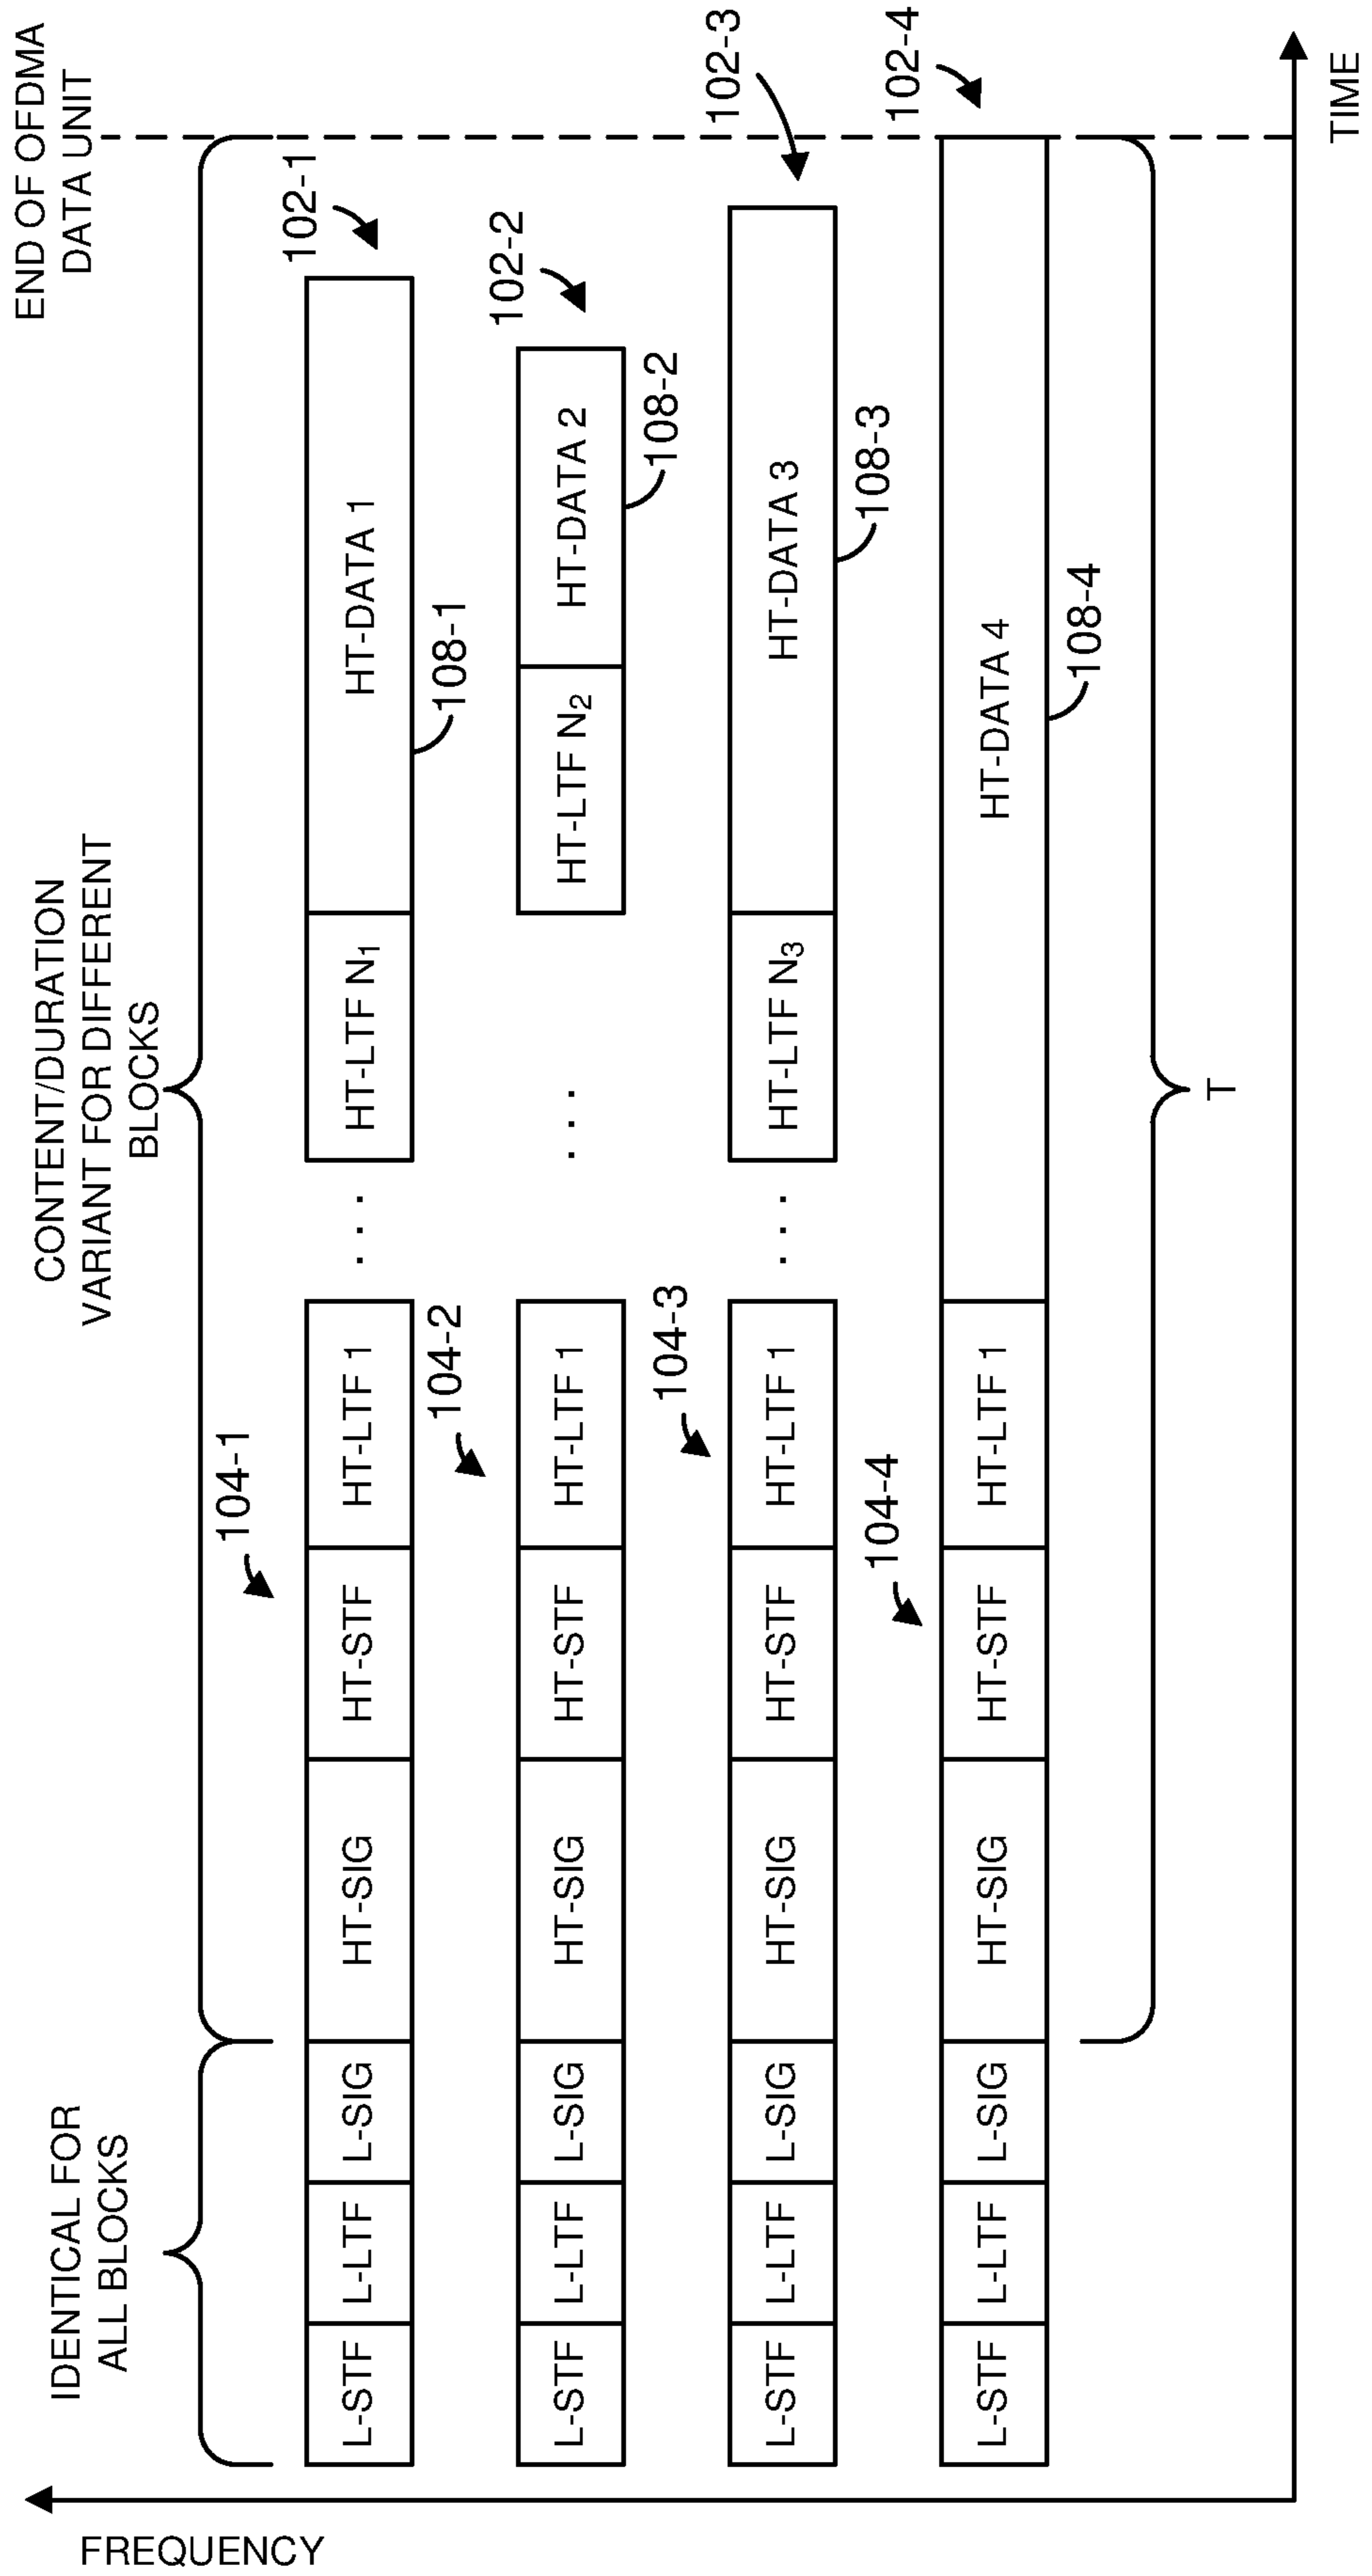 END OF OFDMA
DATA UNIT
CONTENT/DURATION
VARIANT FOR DIFFERENT
BLOCKS
IDENTICAL FOR
ALL BLOCKS
FREQUENCY
102-1
104-1
L-STF L-LTF L-SIG HT-SIG HT-STF HT-LTF 1 . . . HT-LTF N₁ HT-DATA 1
108-1
102-2
104-2
L-STF L-LTF L-SIG HT-SIG HT-STF HT-LTF 1 . . . HT-LTF N₂ HT-DATA 2
108-2
102-3
104-3
L-STF L-LTF L-SIG HT-SIG HT-STF HT-LTF 1 . . . HT-LTF N₃ HT-DATA 3
108-3
102-4
104-4
L-STF L-LTF L-SIG HT-SIG HT-STF HT-LTF 1 HT-DATA 4
108-4
T
TIME